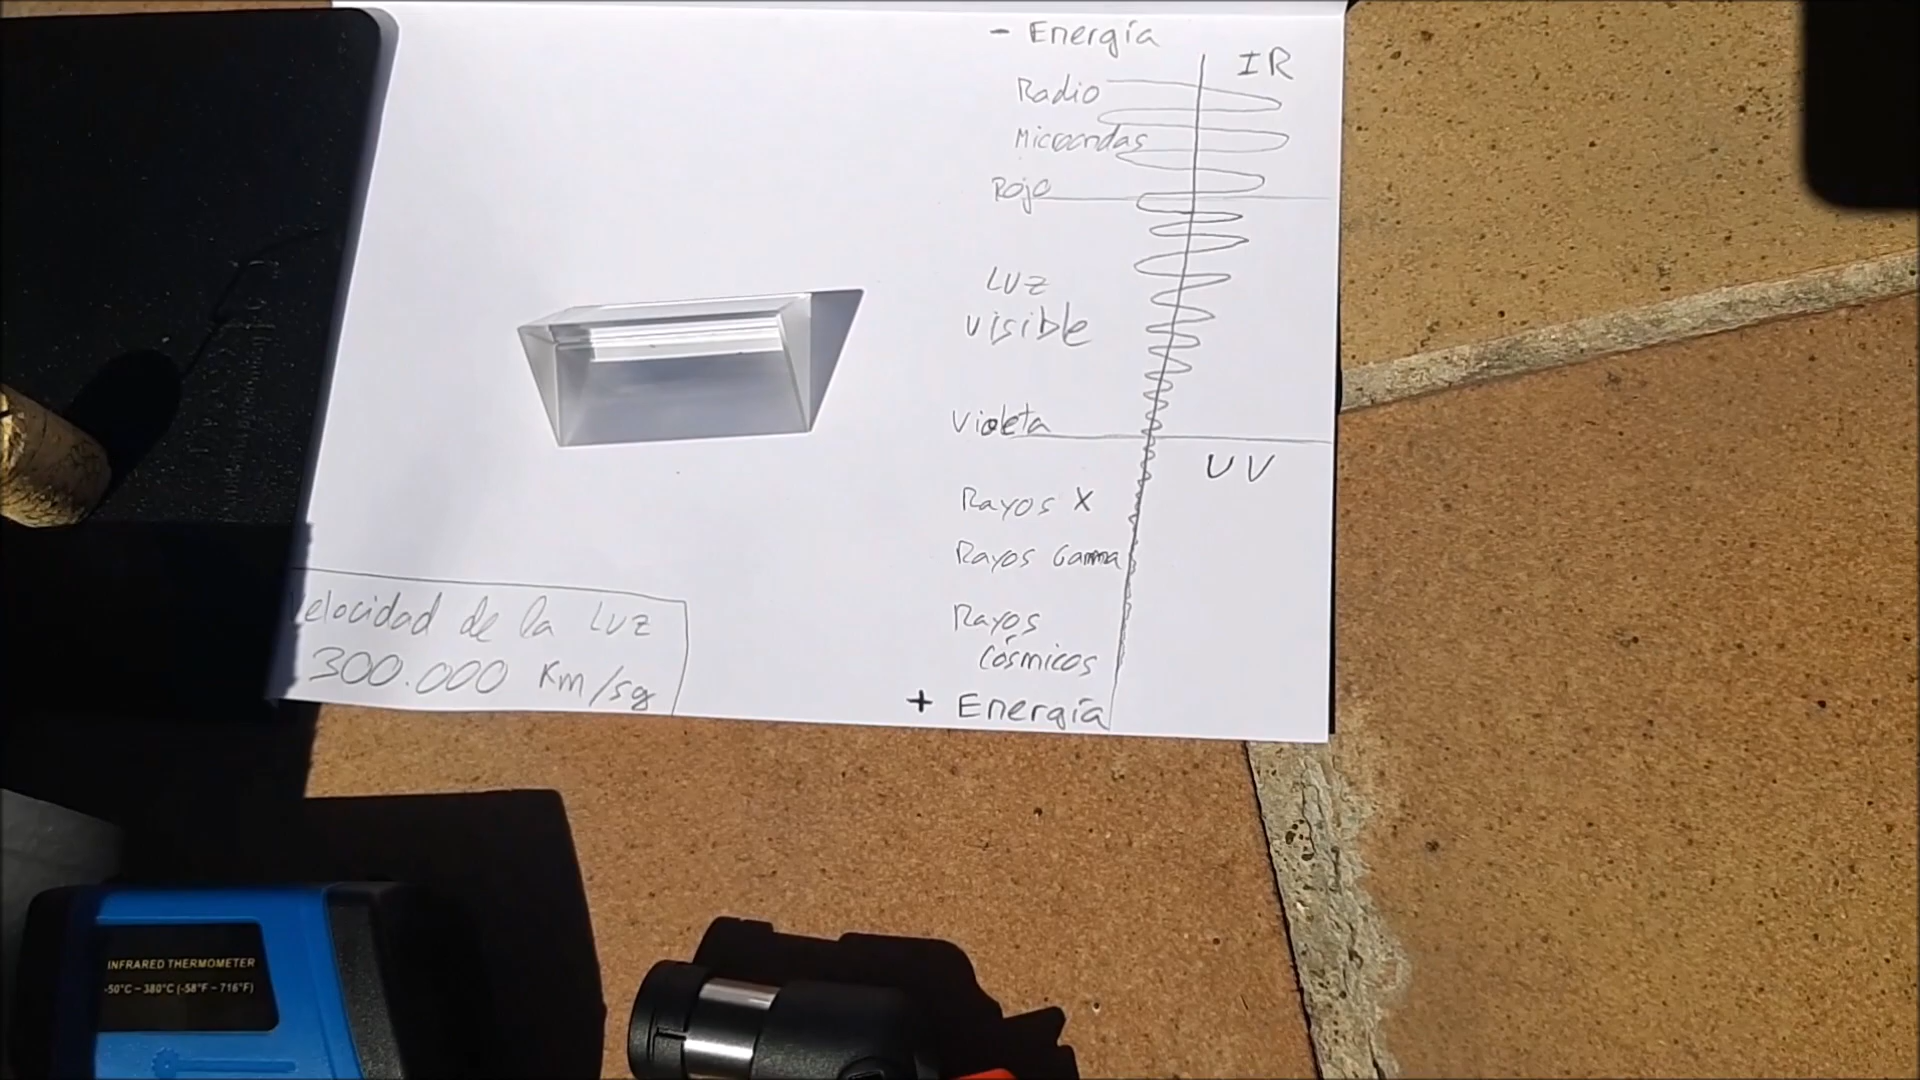 - Energía
IR
Radio
Microondas
Rojo
Luz
visible
Violeta
UV
Rayos X
Rayos Gamma
Rayos
Cósmicos
+ Energía
Velocidad de la Luz
300.000 Km/sg
INFRARED THERMOMETER
-50°C ~ 380°C (-58°F ~ 716°F)